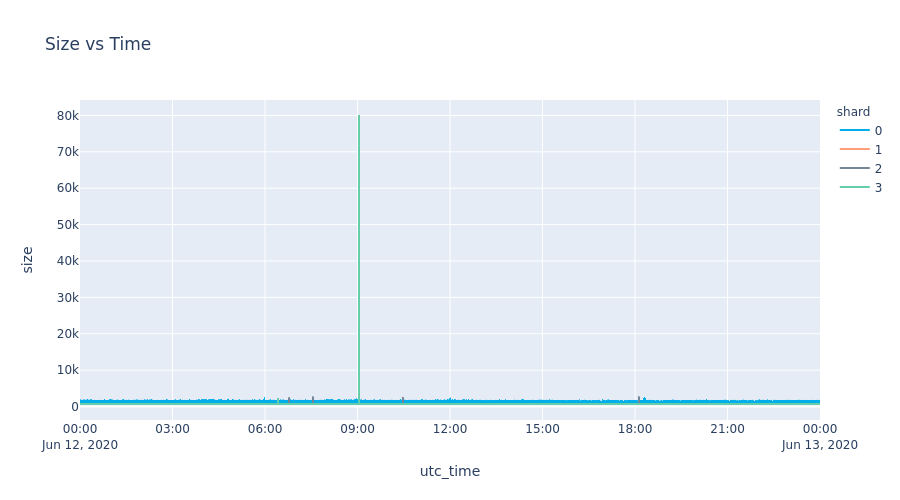 Size vs Time
shard
0
1
2
3
80k
70k
60k
50k
40k
30k
20k
10k
0
size
00:00 03:00 06:00 09:00 12:00 15:00 18:00 21:00 00:00
Jun 12, 2020 Jun 13, 2020
utc_time